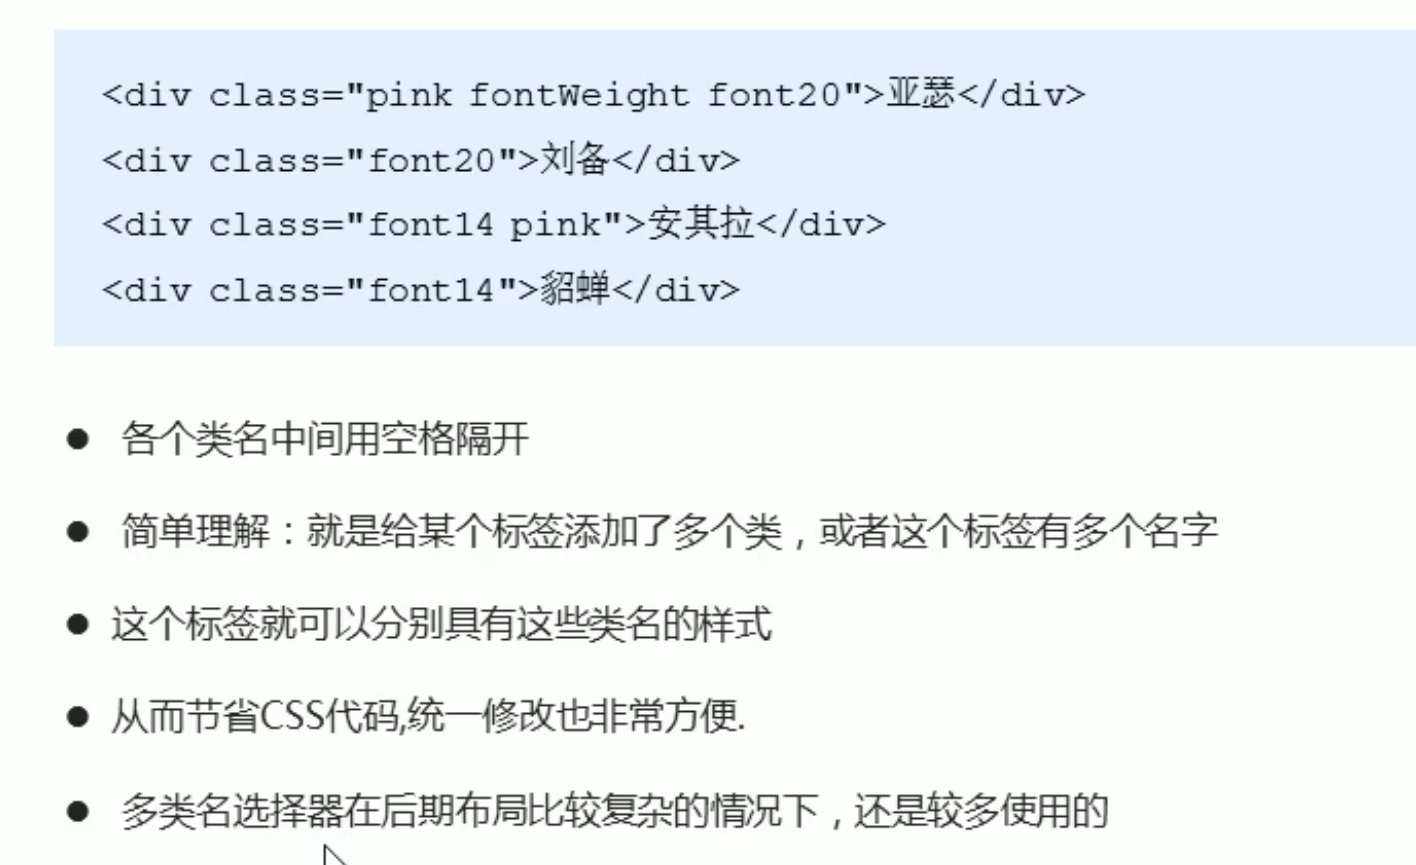 <div class="pink fontWeight font20">亚瑟</div>
<div class="font20">刘备</div>
<div class="font14 pink">安其拉</div>
<div class="font14">貂蝉</div>
各个类名中间用空格隔开
简单理解：就是给某个标签添加了多个类，或者这个标签有多个名字
这个标签就可以分别具有这些类名的样式
从而节省CSS代码,统一修改也非常方便.
多类名选择器在后期布局比较复杂的情况下，还是较多使用的